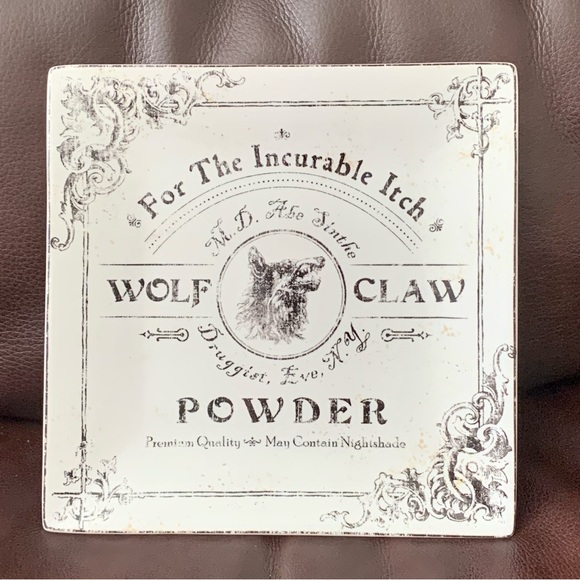 For The Incurable Itch
M.D. Abe Sinthe
WOLF CLAW
Druggist, Eve, N.Y
POWDER
Premium Quality May Contain Nightshade